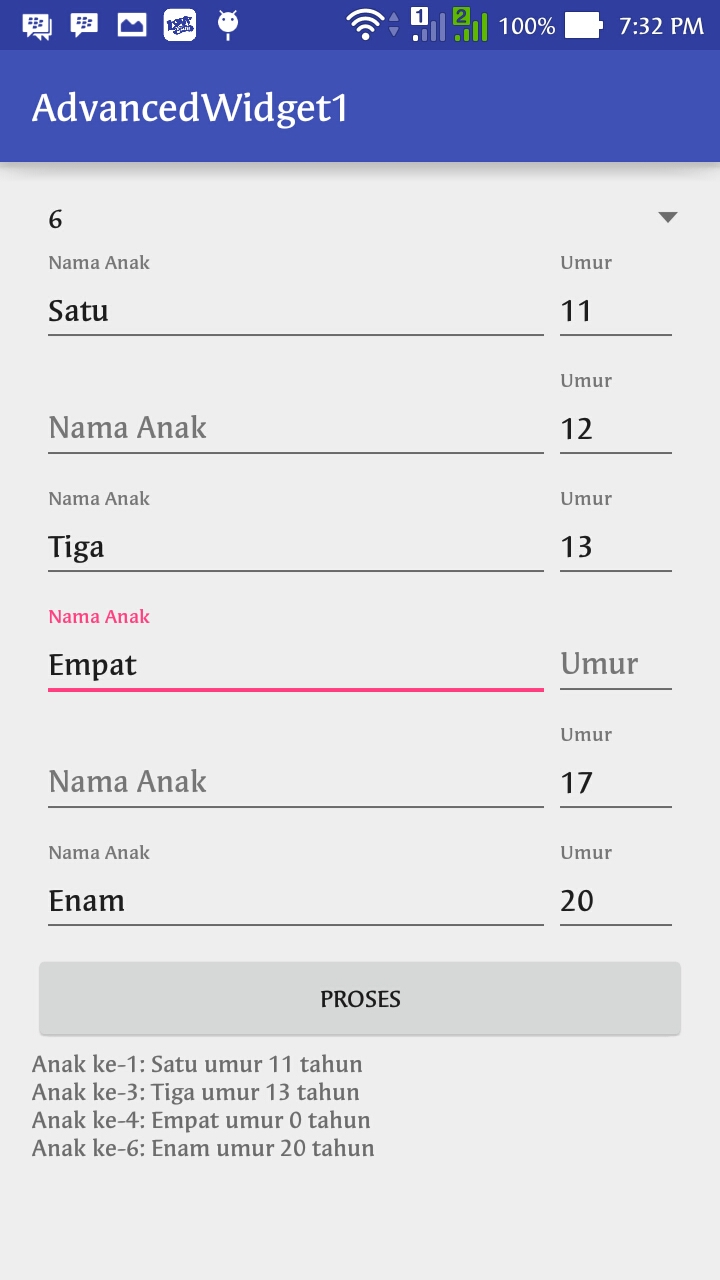 1 2 100% 7:32 PM
AdvancedWidget1
6
Nama Anak Umur
Satu 11
Umur
Nama Anak 12
Nama Anak Umur
Tiga 13
Nama Anak
Empat Umur
Umur
Nama Anak 17
Nama Anak Umur
Enam 20
PROSES
Anak ke-1: Satu umur 11 tahun
Anak ke-3: Tiga umur 13 tahun
Anak ke-4: Empat umur 0 tahun
Anak ke-6: Enam umur 20 tahun